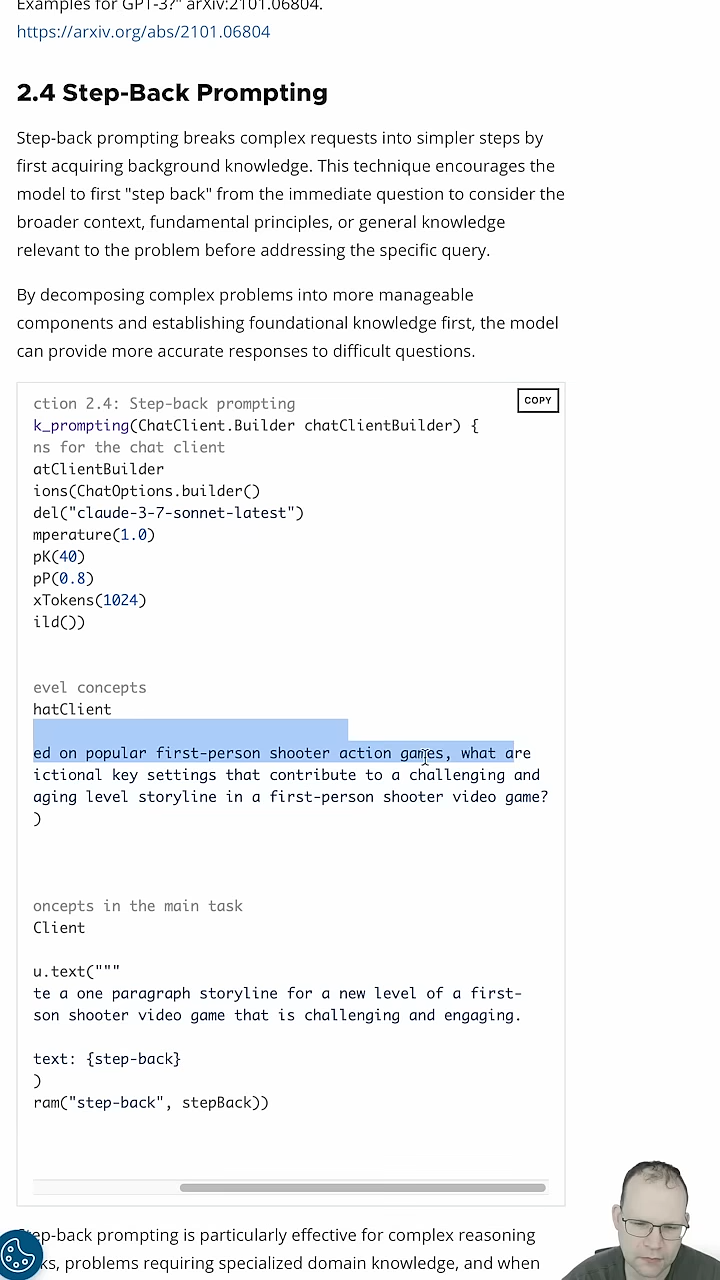 Examples for GPT-3?" arXiv:2101.06804.
https://arxiv.org/abs/2101.06804
2.4 Step-Back Prompting
Step-back prompting breaks complex requests into simpler steps by
first acquiring background knowledge. This technique encourages the
model to first "step back" from the immediate question to consider the
broader context, fundamental principles, or general knowledge
relevant to the problem before addressing the specific query.
By decomposing complex problems into more manageable
components and establishing foundational knowledge first, the model
can provide more accurate responses to difficult questions.
COPY
ction 2.4: Step-back prompting
k_prompting(ChatClient.Builder chatClientBuilder) {
ns for the chat client
atClientBuilder
ions(ChatOptions.builder()
del("claude-3-7-sonnet-latest")
mperature(1.0)
pK(40)
pP(0.8)
xTokens(1024)
ild())
evel concepts
hatClient
ed on popular first-person shooter action games, what are
ictional key settings that contribute to a challenging and
aging level storyline in a first-person shooter video game?
)
oncepts in the main task
Client
u.text("""
te a one paragraph storyline for a new level of a first-
son shooter video game that is challenging and engaging.
text: {step-back}
)
ram("step-back", stepBack))
ep-back prompting is particularly effective for complex reasoning
ks, problems requiring specialized domain knowledge, and when